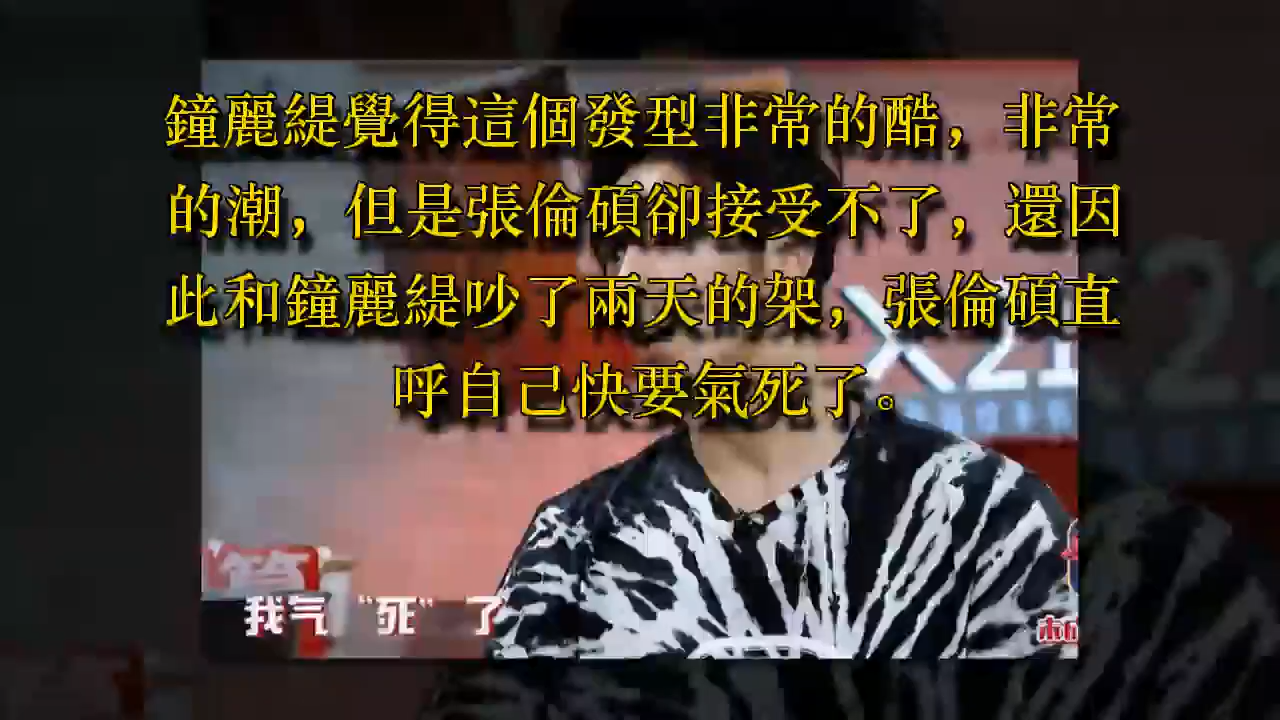 鐘麗緹覺得這個發型非常的酷，非常
的潮，但是張倫碩卻接受不了，還因
此和鐘麗緹吵了兩天的架，張倫碩直
呼自己快要氣死了。
X21
我气“死”了